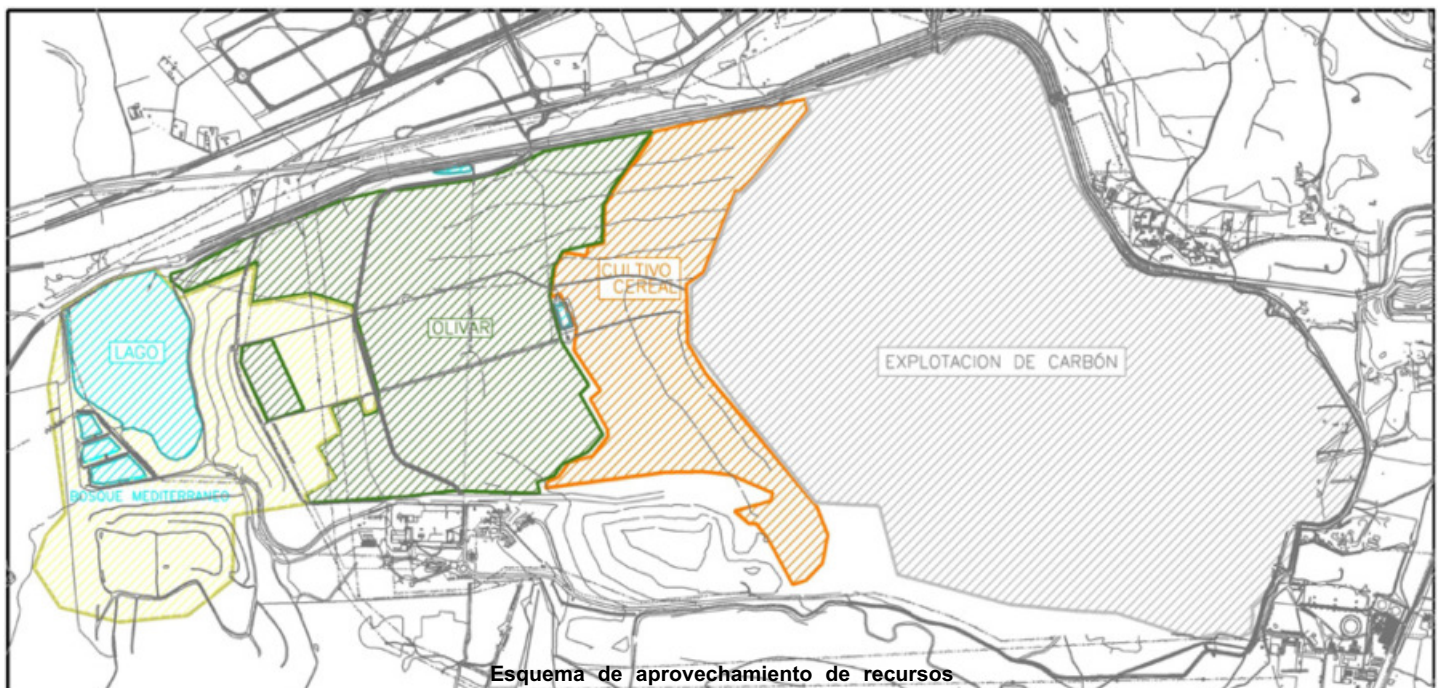 CULTIVO
CEREAL
OLIVAR
LAGO
EXPLOTACION DE CARBÓN
BOSQUE MEDITERRANEO
Esquema de aprovechamiento de recursos